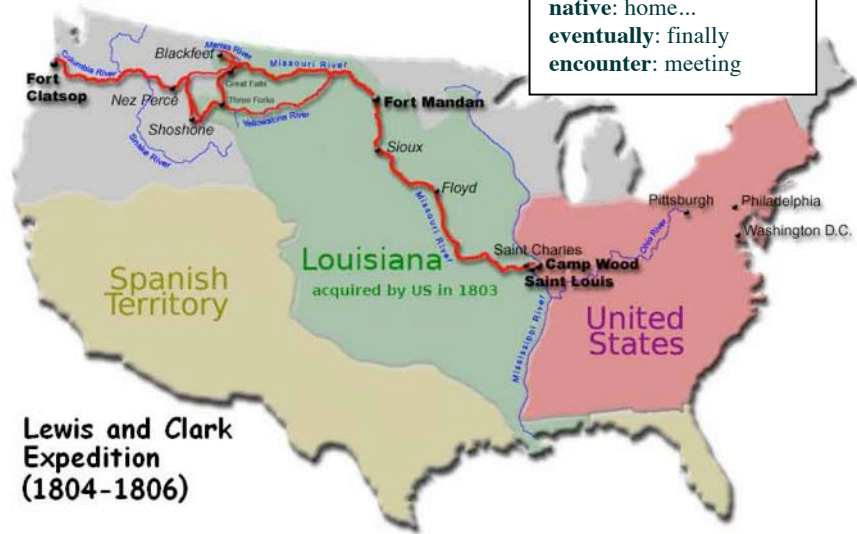 native: home...
eventually: finally
encounter: meeting
Blackfeet
Marias River
Missouri River
Columbia River
Great Falls
Fort
Clatsop
Nez Percé
Three Forks
Fort Mandan
Yellowstone River
Shoshone
Snake River
Sioux
Floyd
Missouri River
Pittsburgh
Philadelphia
Ohio River
Washington D.C.
Saint Charles
Camp Wood
Saint Louis
Louisiana
acquired by US in 1803
Spanish
Territory
Mississippi River
United
States
Lewis and Clark
Expedition
(1804-1806)